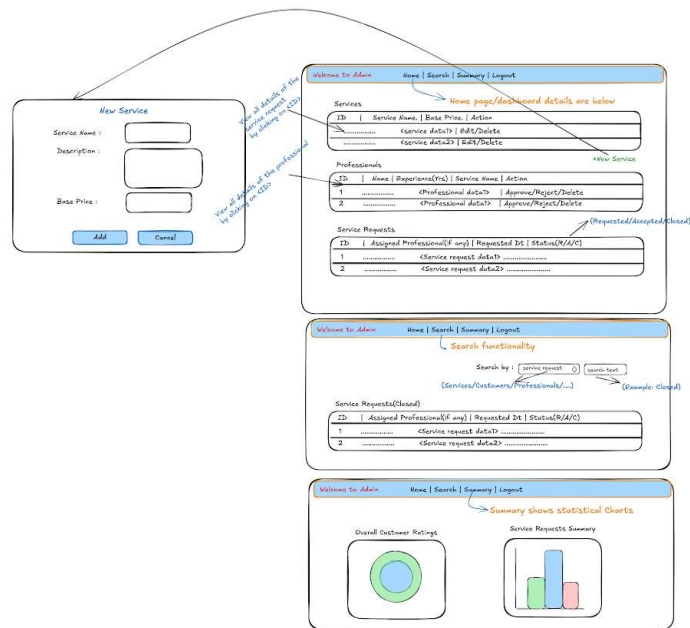 New Service
Service Name :
Description :
Base Price :
Add
Cancel
View all details of the
service request
by clicking on <ID>
View all details of the professional
by clicking on <ID>
Welcome to Admin
Home | Search | Summary | Logout
Home page/dashboard details are below
Services
ID | Service Name. | Base Price. | Action
................ <service data1> | Edit/Delete
................ <service data2> | Edit/Delete
+New Service
Professionals
ID | Name | Experience(Yrs) | Service Name | Action
1 ................ <Professional data1> | Approve/Reject/Delete
2 ................ <Professional data1> | Approve/Reject/Delete
(Requested/Accepted/Closed)
Service Requests
ID | Assigned Professional(if any) | Requested Dt | Status(R/A/C)
1 ................ <Service request data1> ................
2 ................ <Service request data2> ................
Welcome to Admin
Home | Search | Summary | Logout
Search functionality
Search by : service request search text
(Services/Customers/Professionals/....) (Example: Closed)
Service Requests(Closed)
ID | Assigned Professional(if any) | Requested Dt | Status(R/A/C)
1 ................ <Service request data1> ................
2 ................ <Service request data2> ................
Welcome to Admin
Home | Search | Summary | Logout
Summary shows statistical Charts
Overall Customer Ratings
Service Requests Summary